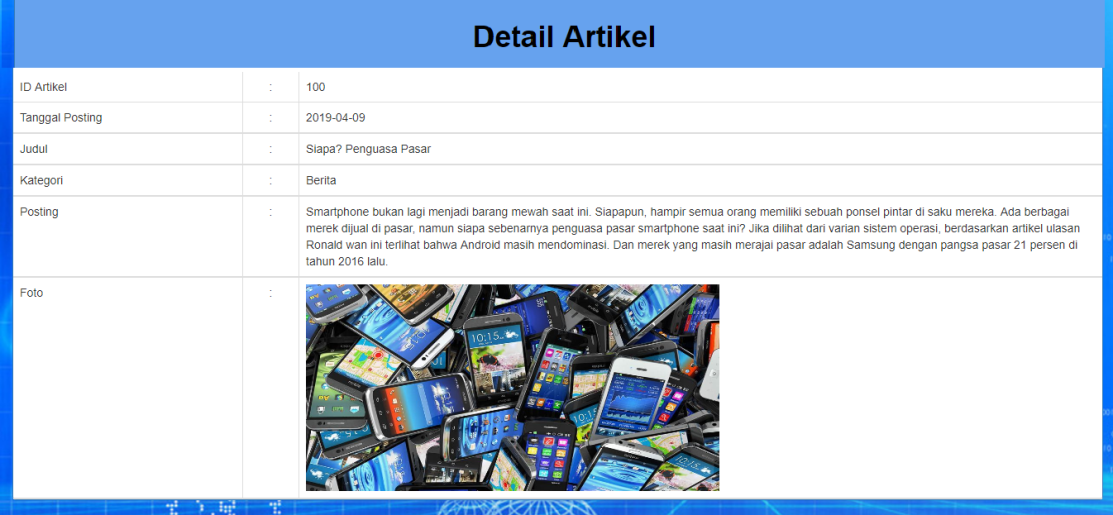 Detail Artikel
ID Artikel : 100
Tanggal Posting : 2019-04-09
Judul : Siapa? Penguasa Pasar
Kategori : Berita
Posting : Smartphone bukan lagi menjadi barang mewah saat ini. Siapapun, hampir semua orang memiliki sebuah ponsel pintar di saku mereka. Ada berbagai
merek dijual di pasar, namun siapa sebenarnya penguasa pasar smartphone saat ini? Jika dilihat dari varian sistem operasi, berdasarkan artikel ulasan
Ronald wan ini terlihat bahwa Android masih mendominasi. Dan merek yang masih merajai pasar adalah Samsung dengan pangsa pasar 21 persen di
tahun 2016 lalu.
Foto :
10:15
10:15
10:15